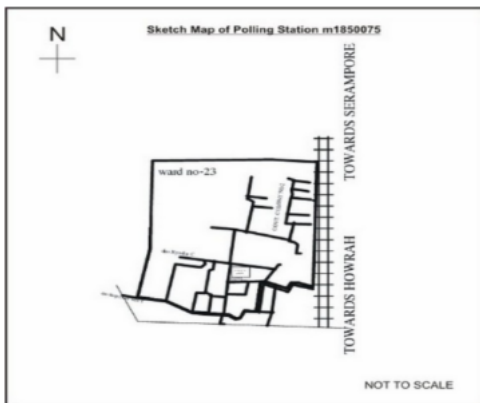 N
Sketch Map of Polling Station m1850075
TOWARDS SERAMPORE
ward no-23
TOWARDS HOWRAH
NOT TO SCALE